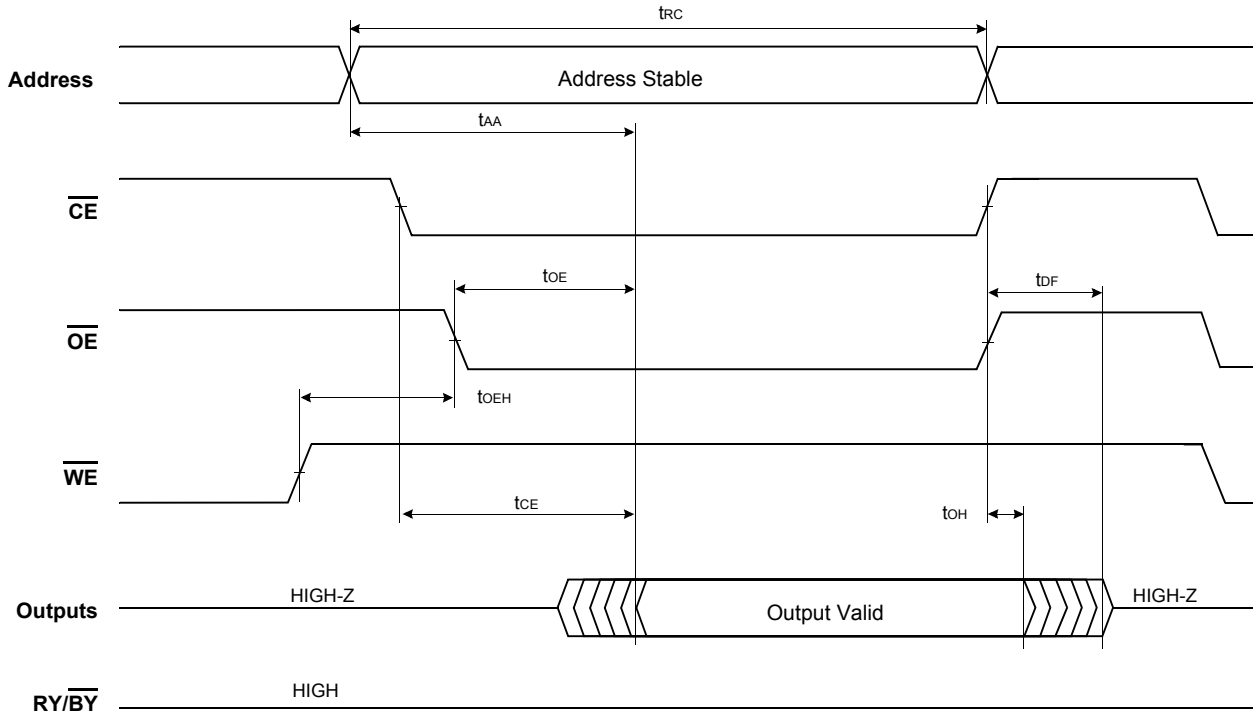 tRC
Address
Address Stable
tAA
CE
tOE
tDF
OE
tOEH
WE
tCE
tOH
HIGH-Z
HIGH-Z
Outputs
Output Valid
HIGH
RY/BY